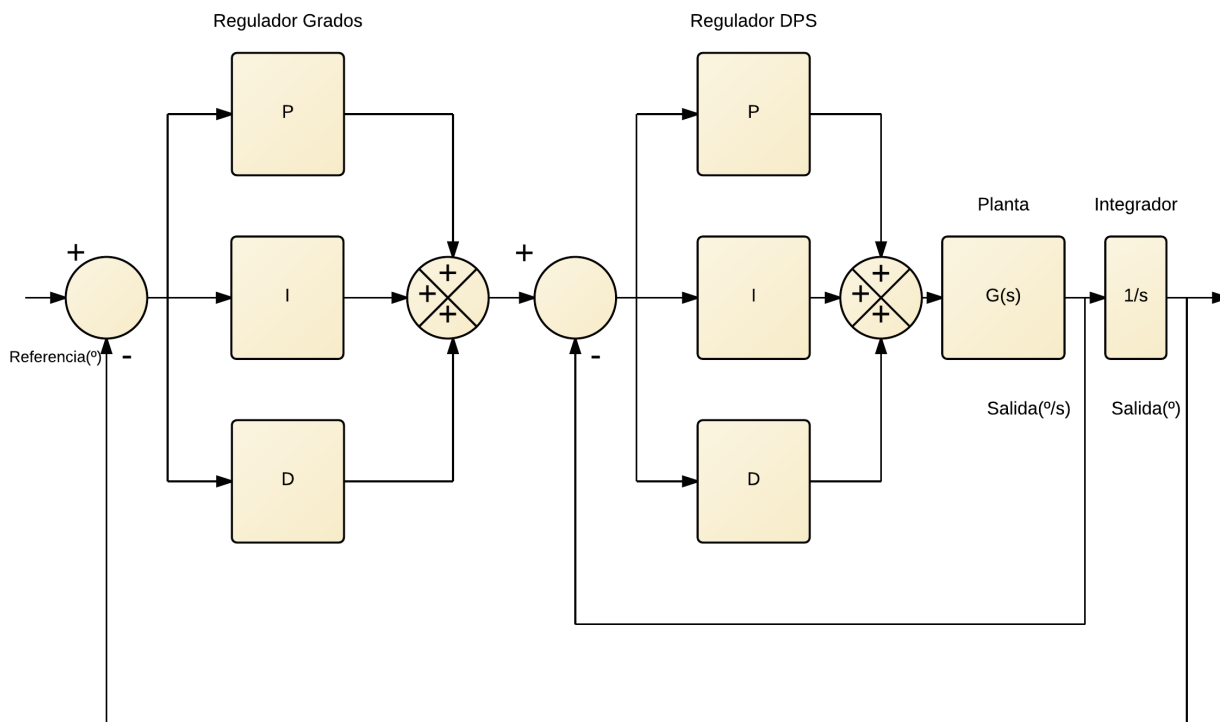 Regulador Grados
Regulador DPS
P
P
Planta
Integrador
+
+
+
+
I
+
I
+
G(s)
1/s
+
+
Referencia(º)
-
-
Salida(º/s)
Salida(º)
D
D